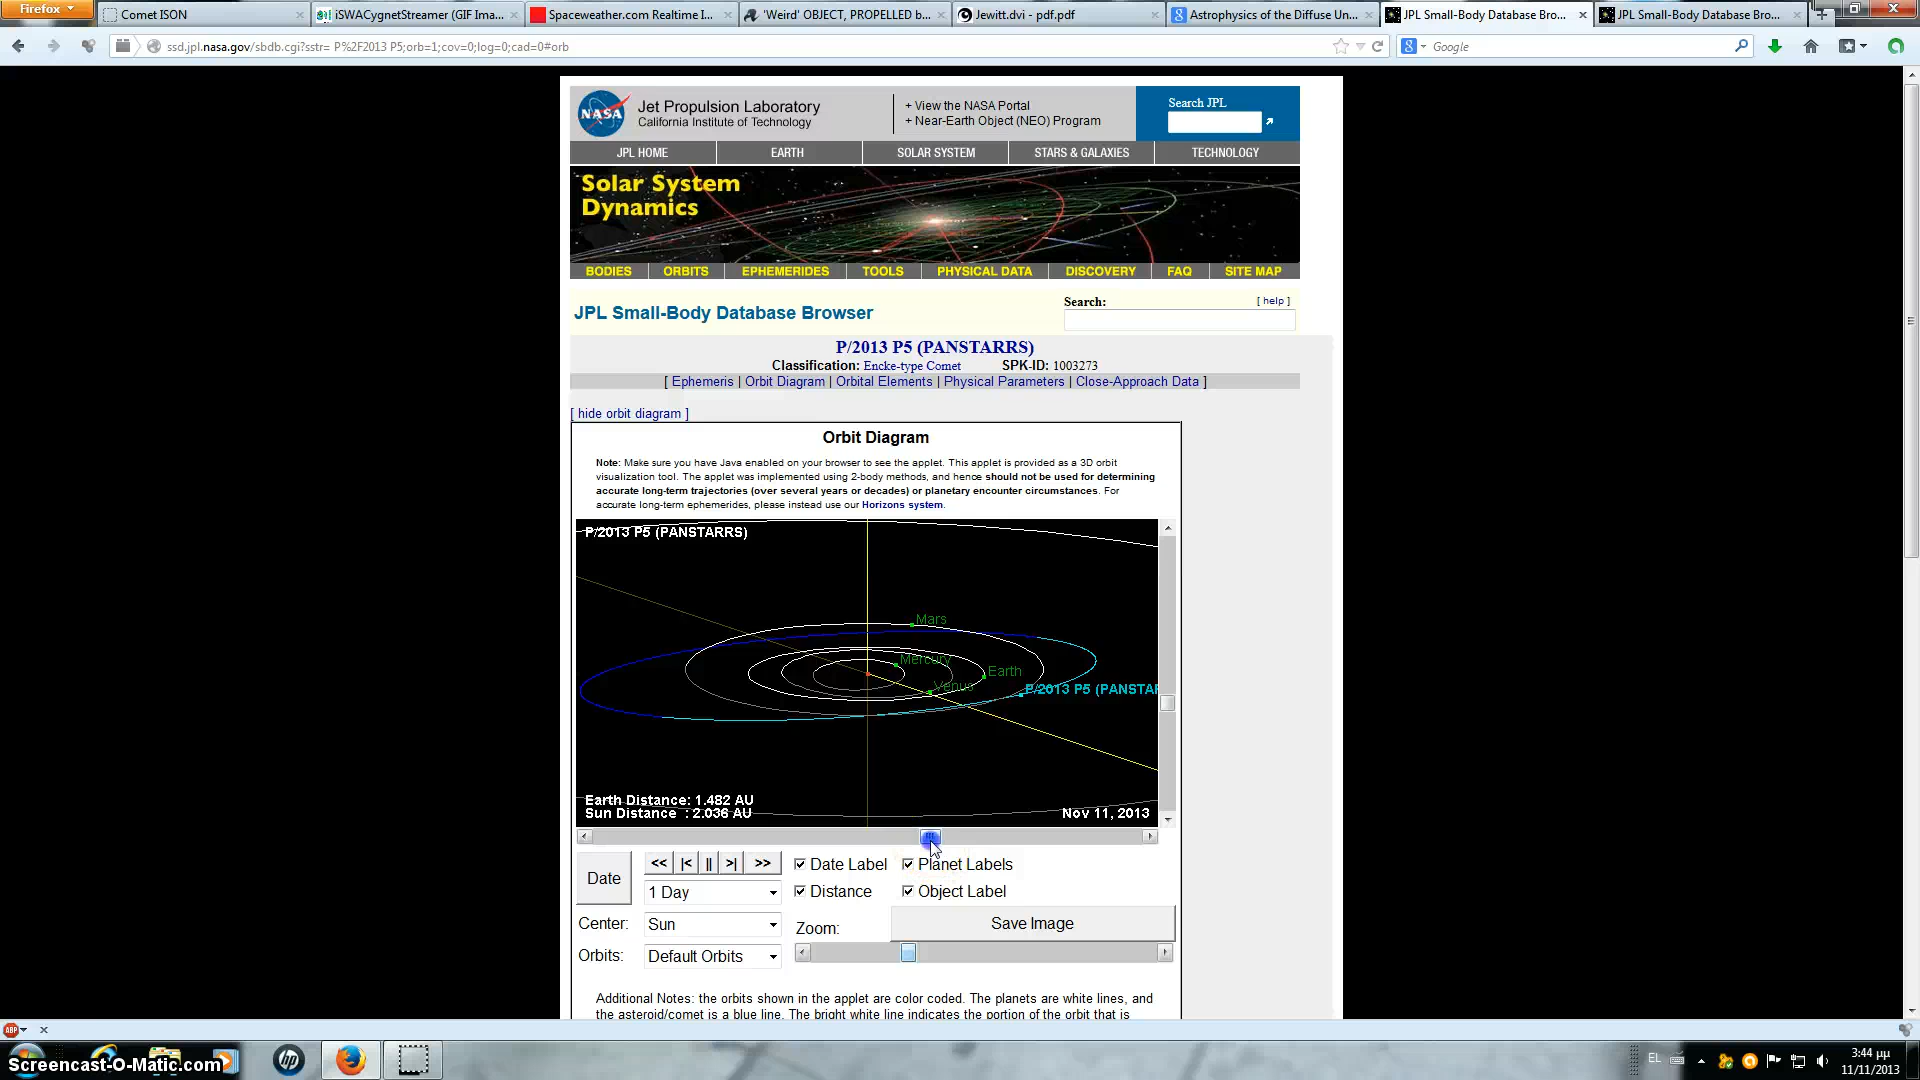 Firefox
Comet ISON
iSWACygnetStreamer (GIF Ima...
Spaceweather.com Realtime I...
'Weird' OBJECT, PROPELLED b...
Jewitt.dvi - pdf.pdf
Astrophysics of the Diffuse Un...
JPL Small-Body Database Bro...
JPL Small-Body Database Bro...
ssd.jpl.nasa.gov/sbdb.cgi?sstr= P%2F2013 P5;orb=1;cov=0;log=0;cad=0#orb
Google
NASA
Jet Propulsion Laboratory
California Institute of Technology
+ View the NASA Portal
+ Near-Earth Object (NEO) Program
Search JPL
JPL HOME
EARTH
SOLAR SYSTEM
STARS & GALAXIES
TECHNOLOGY
Solar System
Dynamics
BODIES
ORBITS
EPHEMERIDES
TOOLS
PHYSICAL DATA
DISCOVERY
FAQ
SITE MAP
JPL Small-Body Database Browser
Search:
[ help ]
P/2013 P5 (PANSTARRS)
Classification: Encke-type Comet SPK-ID: 1003273
[ Ephemeris | Orbit Diagram | Orbital Elements | Physical Parameters | Close-Approach Data ]
[ hide orbit diagram ]
Orbit Diagram
Note: Make sure you have Java enabled on your browser to see the applet. This applet is provided as a 3D orbit
visualization tool. The applet was implemented using 2-body methods, and hence should not be used for determining
accurate long-term trajectories (over several years or decades) or planetary encounter circumstances. For
accurate long-term ephemerides, please instead use our Horizons system.
P/2013 P5 (PANSTARRS)
Mars
Mercury
Earth
Venus
P/2013 P5 (PANSTAR
Earth Distance: 1.482 AU
Sun Distance : 2.036 AU
Nov 11, 2013
Date
<<
|<
||
>|
>>
Date Label
Planet Labels
1 Day
Distance
Object Label
Center:
Sun
Zoom:
Save Image
Orbits:
Default Orbits
Additional Notes: the orbits shown in the applet are color coded. The planets are white lines, and
the asteroid/comet is a blue line. The bright white line indicates the portion of the orbit that is
ABP
Screencast-O-Matic.com
hp
EL
3:44 μμ
11/11/2013